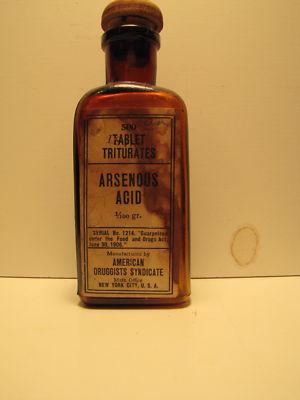 500
TABLET
TRITURATES
ARSENOUS
ACID
1/100 gr.
SERIAL No. 1214. "Guaranteed
under the Food and Drugs Act,
June 30, 1906."
Manufactured by
AMERICAN
DRUGGISTS SYNDICATE
Main Office
NEW YORK CITY, U. S. A.